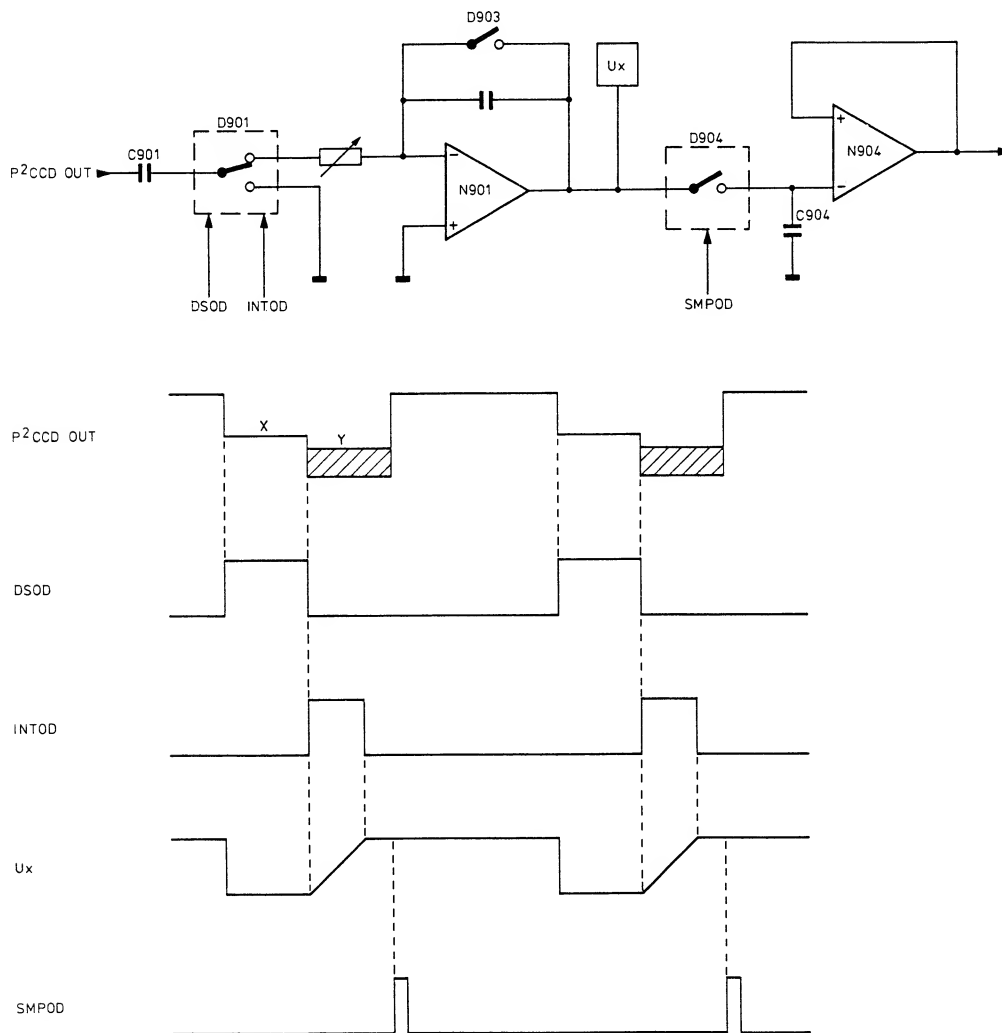 D903
Ux
D901
D904
C901
P²CCD OUT
N901
N904
−
+
+
−
C904
DSOD
INTOD
SMPOD
P²CCD OUT
X
Y
DSOD
INTOD
Ux
SMPOD